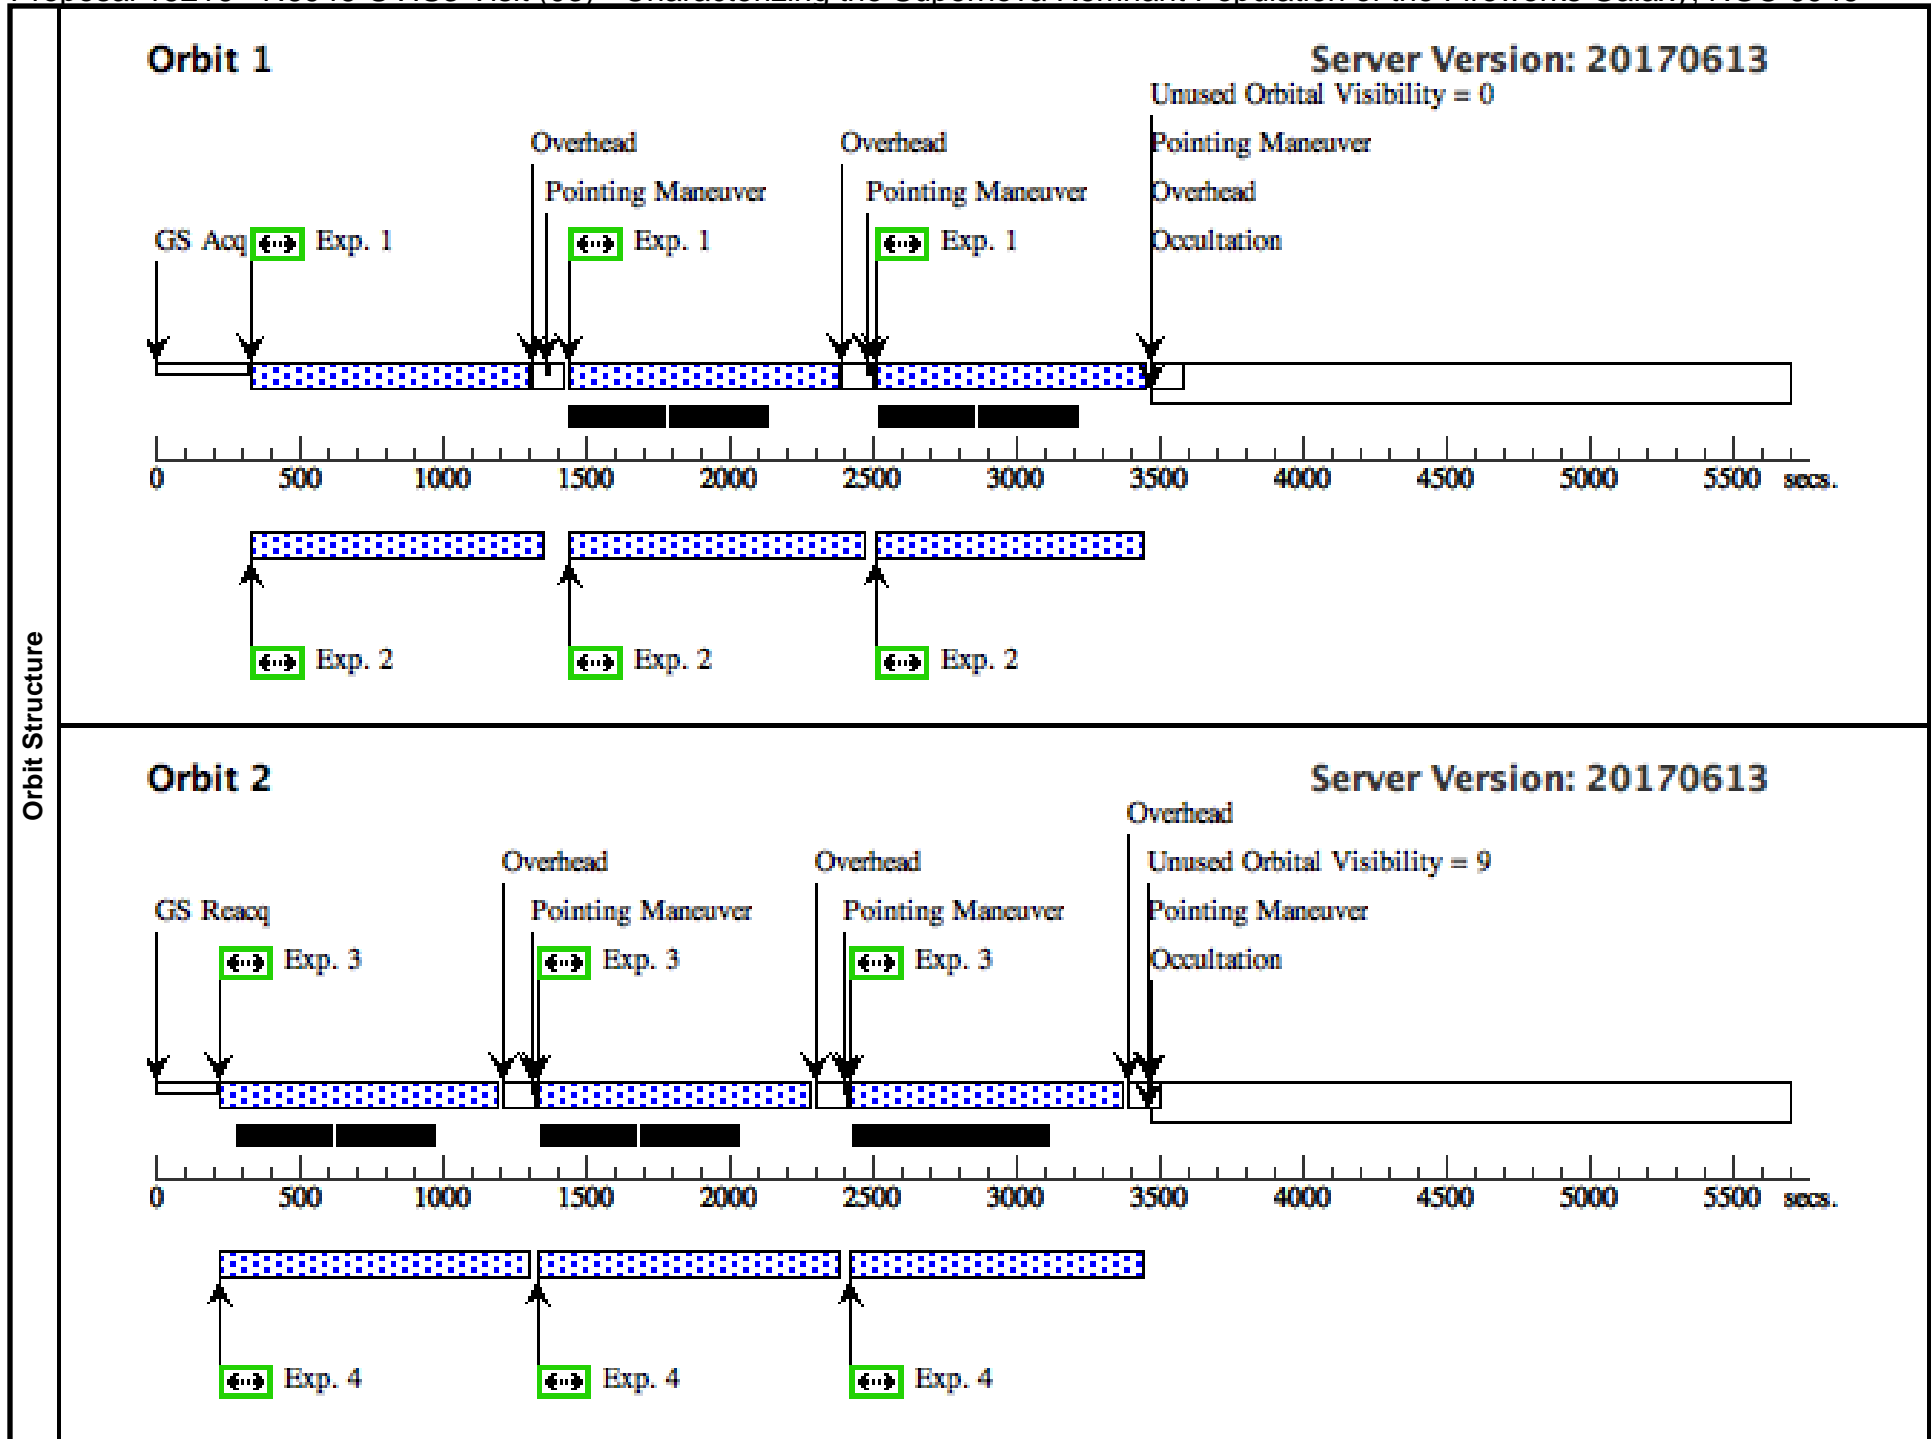 Orbit Structure
Orbit 1
Server Version: 20170613
Unused Orbital Visibility = 0
Overhead
Overhead
Pointing Maneuver
Pointing Maneuver
Pointing Maneuver
Overhead
GS Acq
Exp. 1
Exp. 1
Exp. 1
Occultation
0 500 1000 1500 2000 2500 3000 3500 4000 4500 5000 5500 secs.
Exp. 2
Exp. 2
Exp. 2
Orbit 2
Server Version: 20170613
Overhead
Overhead
Overhead
Unused Orbital Visibility = 9
GS Reacq
Pointing Maneuver
Pointing Maneuver
Pointing Maneuver
Exp. 3
Exp. 3
Exp. 3
Occultation
0 500 1000 1500 2000 2500 3000 3500 4000 4500 5000 5500 secs.
Exp. 4
Exp. 4
Exp. 4